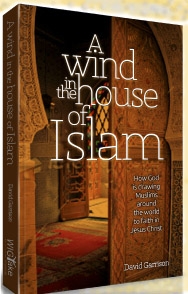 A
wind
in the house
of
Islam
How God
is drawing
Muslims
around
the world
to faith in
Jesus Christ
David Garrison
A wind in the house of Islam
David Garrison
WIGTake